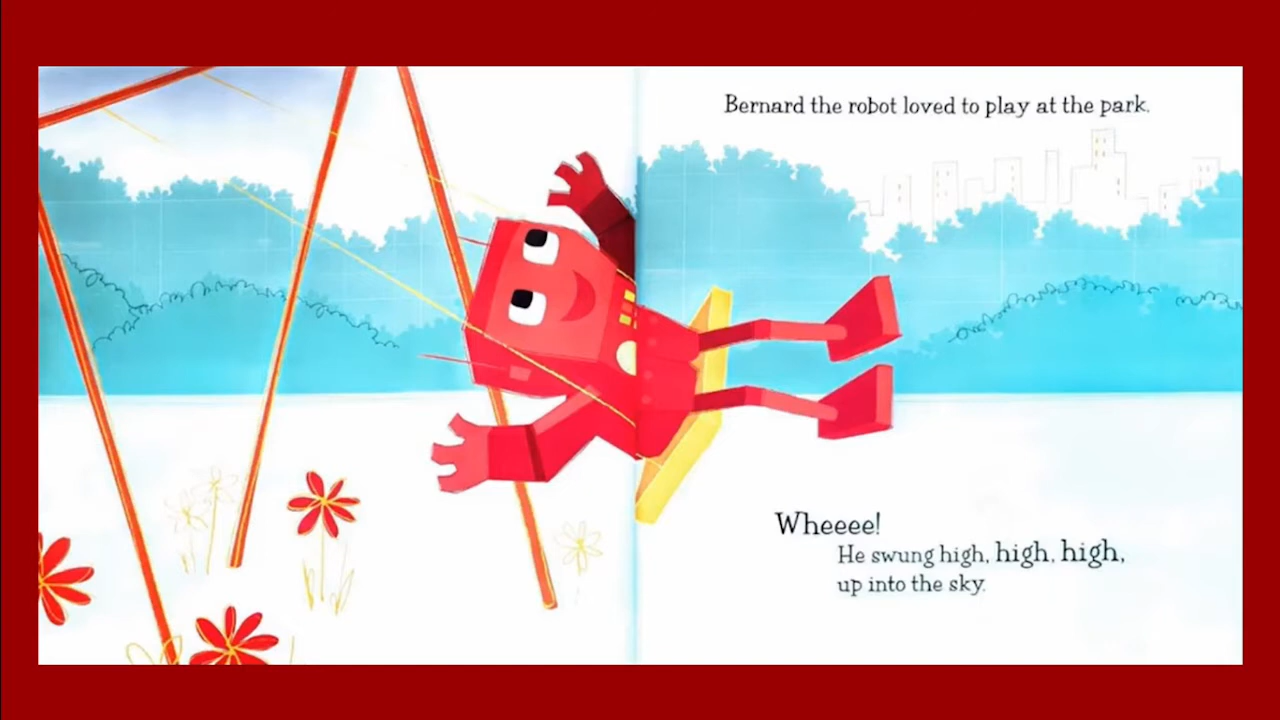 Bernard the robot loved to play at the park.
Wheeee!
He swung high, high, high,
up into the sky.